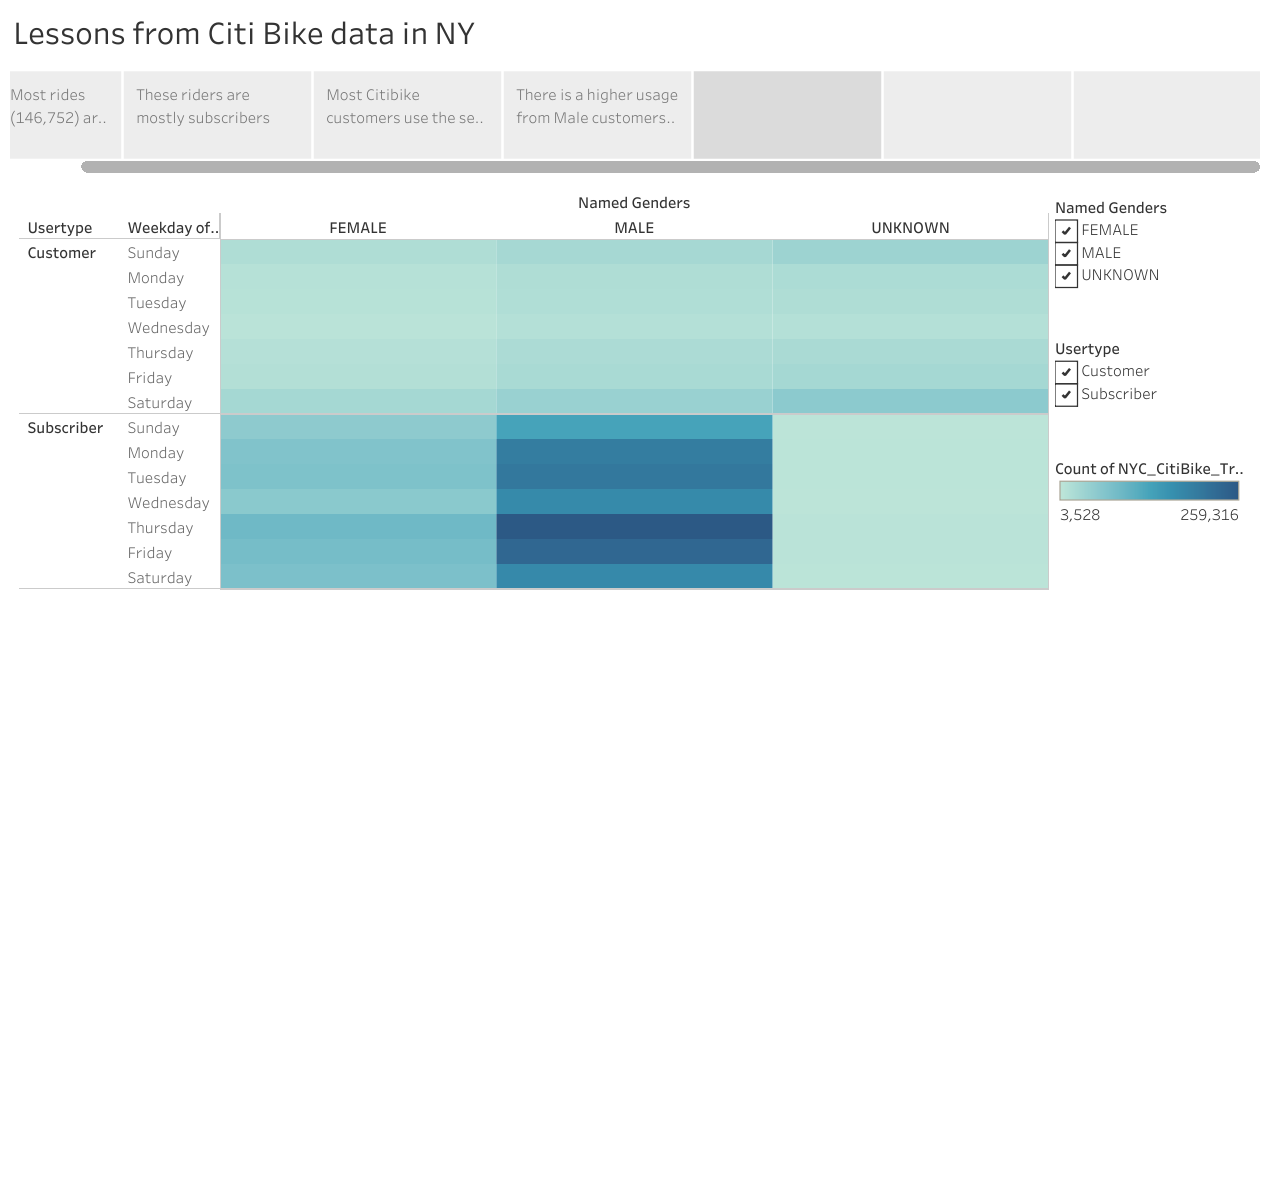 Lessons from Citi Bike data in NY
Most rides
(146,752) ar..
These riders are
mostly subscribers
Most Citibike
customers use the se..
There is a higher usage
from Male customers..
Named Genders
Usertype Weekday of.. FEMALE MALE UNKNOWN
Customer Sunday
Monday
Tuesday
Wednesday
Thursday
Friday
Saturday
Subscriber Sunday
Monday
Tuesday
Wednesday
Thursday
Friday
Saturday
Named Genders
FEMALE
MALE
UNKNOWN
Usertype
Customer
Subscriber
Count of NYC_CitiBike_Tr..
3,528 259,316